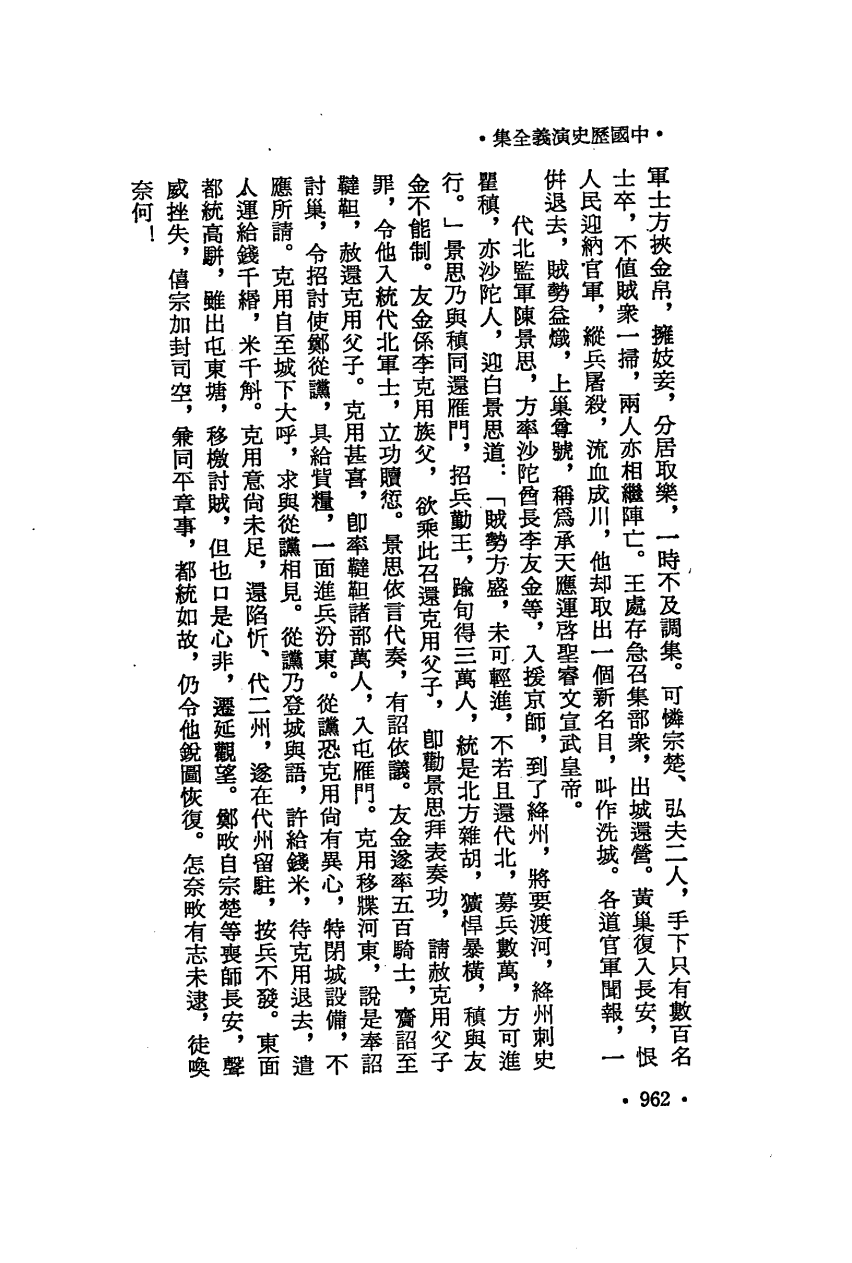 •中國歷史演義全集•
軍士方挾金帛，擁妓妾，分居取樂，一時不及調集。可憐宗楚、弘夫二人，手下只有數百名
士卒，不值賊衆一掃，兩人亦相繼陣亡。王處存急召集部衆，出城還營。黃巢復入長安，恨
人民迎納官軍，縱兵屠殺，流血成川，他却取出一個新名目，叫作洗城。各道官軍聞報，一
倂退去，賊勢益熾，上巢尊號，稱爲承天應運啓聖睿文宣武皇帝。
代北監軍陳景思，方率沙陀酋長李友金等，入援京師，到了絳州，將要渡河，絳州刺史
瞿稹，亦沙陀人，迎白景思道：「賊勢方盛，未可輕進，不若且還代北，募兵數萬，方可進
行。」景思乃與稹同還雁門，招兵勤王，踰旬得三萬人，統是北方雜胡，獷悍暴橫，稹與友
金不能制。友金係李克用族父，欲乘此召還克用父子，卽勸景思拜表奏功，請赦克用父子
罪，令他入統代北軍士，立功贖愆。景思依言代奏，有詔依議。友金遂率五百騎士，齎詔至
韃靼，赦還克用父子。克用甚喜，卽率韃靼諸部萬人，入屯雁門。克用移牒河東，說是奉詔
討巢，令招討使鄭從讜，具給貲糧，一面進兵汾東。從讜恐克用尙有異心，特閉城設備，不
應所請。克用自至城下大呼，求與從讜相見。從讜乃登城與語，許給錢米，待克用退去，遣
人運給錢千緡，米千斛。克用意尙未足，還陷忻、代二州，遂在代州留駐，按兵不發。東面
都統高駢，雖出屯東塘，移檄討賊，但也口是心非，遷延觀望。鄭畋自宗楚等喪師長安，聲
威挫失，僖宗加封司空，兼同平章事，都統如故，仍令他銳圖恢復。怎奈畋有志未逮，徒喚
奈何！
•962•